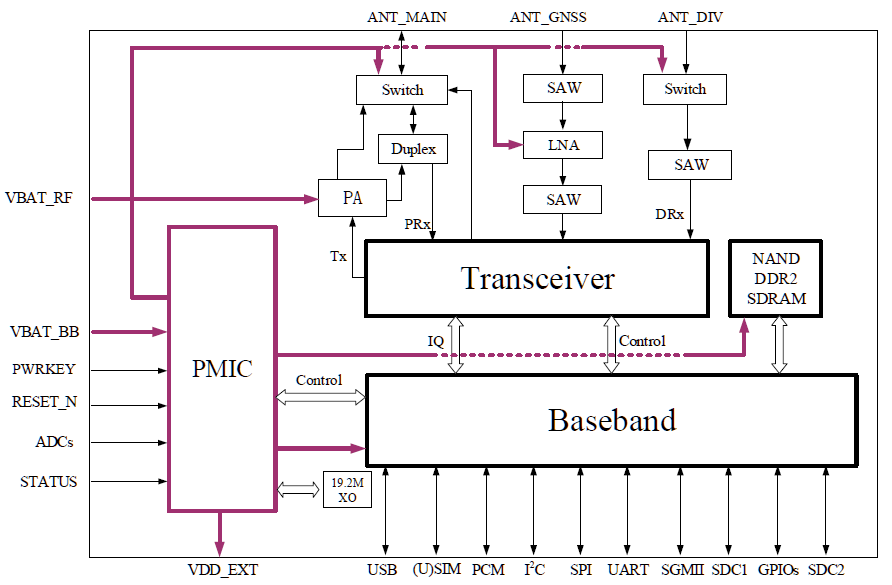 ANT_MAIN
ANT_GNSS
ANT_DIV
Switch
SAW
Switch
Duplex
LNA
SAW
VBAT_RF
PA
SAW
PRx
DRx
Tx
Transceiver
NAND
DDR2
SDRAM
VBAT_BB
IQ
Control
PWRKEY
PMIC
Control
RESET_N
Baseband
ADCs
STATUS
19.2M
XO
VDD_EXT
USB
(U)SIM
PCM
I²C
SPI
UART
SGMII
SDC1
GPIOs
SDC2